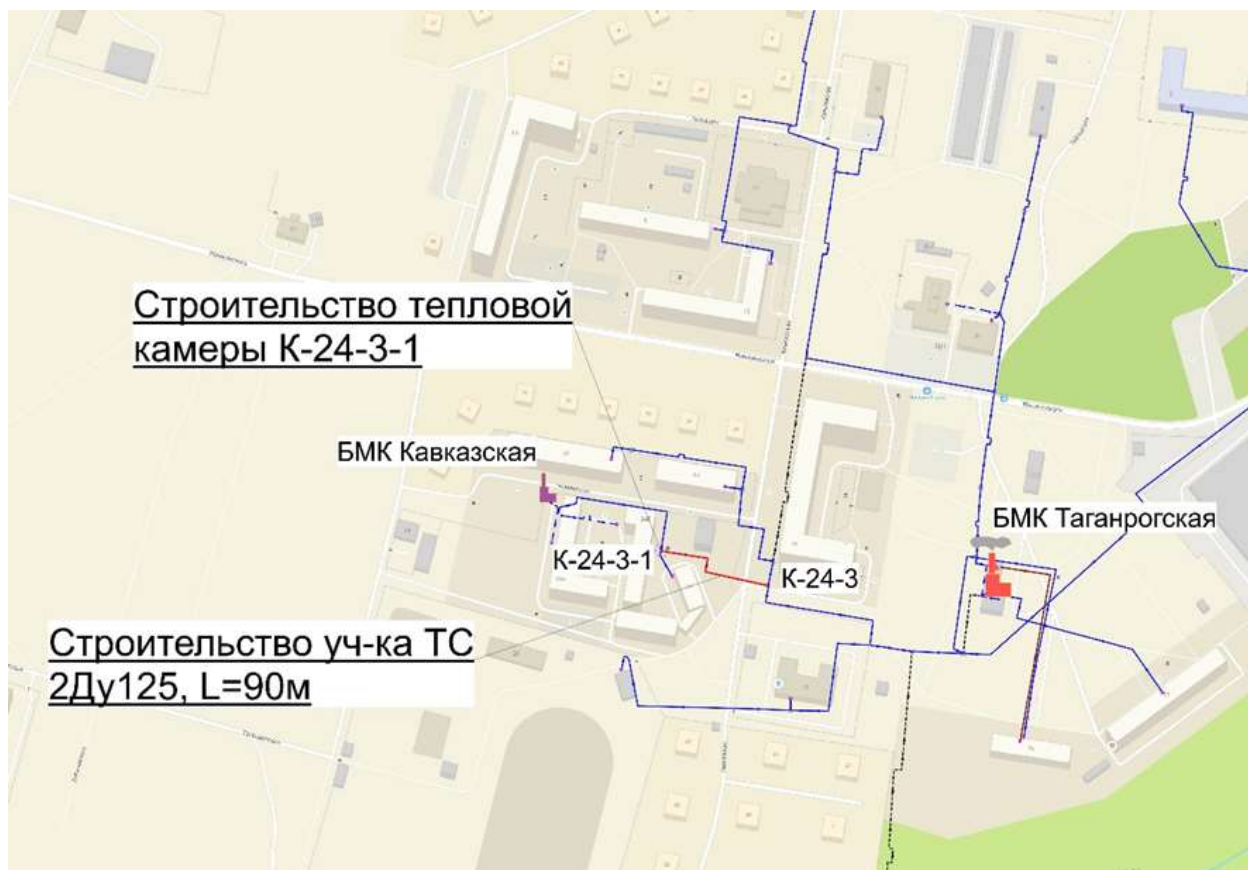 Строительство тепловой
камеры К-24-3-1
БМК Кавказская
БМК Таганрогская
К-24-3-1
К-24-3
Строительство уч-ка ТС
2Ду125, L=90м